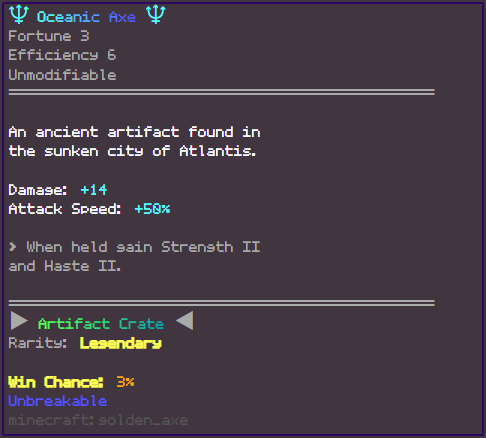 🔱 Oceanic Axe 🔱
Fortune 3
Efficiency 6
Unmodifiable
An ancient artifact found in
the sunken city of Atlantis.
Damage: +14
Attack Speed: +50%
> When held gain Strength II
and Haste II.
▶ Artifact Crate ◀
Rarity: Legendary
Win Chance: 3%
Unbreakable
minecraft:golden_axe